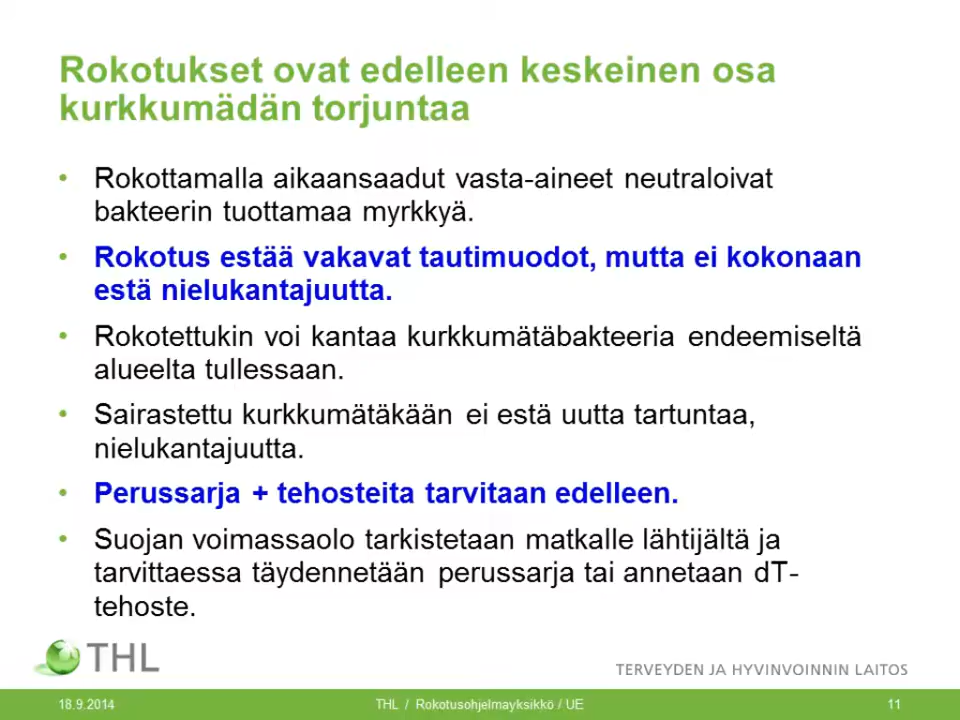 Rokotukset ovat edelleen keskeinen osa
kurkkumädän torjuntaa
• Rokottamalla aikaansaadut vasta-aineet neutraloivat
bakteerin tuottamaa myrkkyä.
• Rokotus estää vakavat tautimuodot, mutta ei kokonaan
estä nielukantajuutta.
• Rokotettukin voi kantaa kurkkumätäbakteeria endeemiseltä
alueelta tullessaan.
• Sairastettu kurkkumätäkään ei estä uutta tartuntaa,
nielukantajuutta.
• Perussarja + tehosteita tarvitaan edelleen.
• Suojan voimassaolo tarkistetaan matkalle lähtijältä ja
tarvittaessa täydennetään perussarja tai annetaan dT-
tehoste.
THL
TERVEYDEN JA HYVINVOINNIN LAITOS
18.9.2014 THL / Rokotusohjelmayksikkö / UE 11